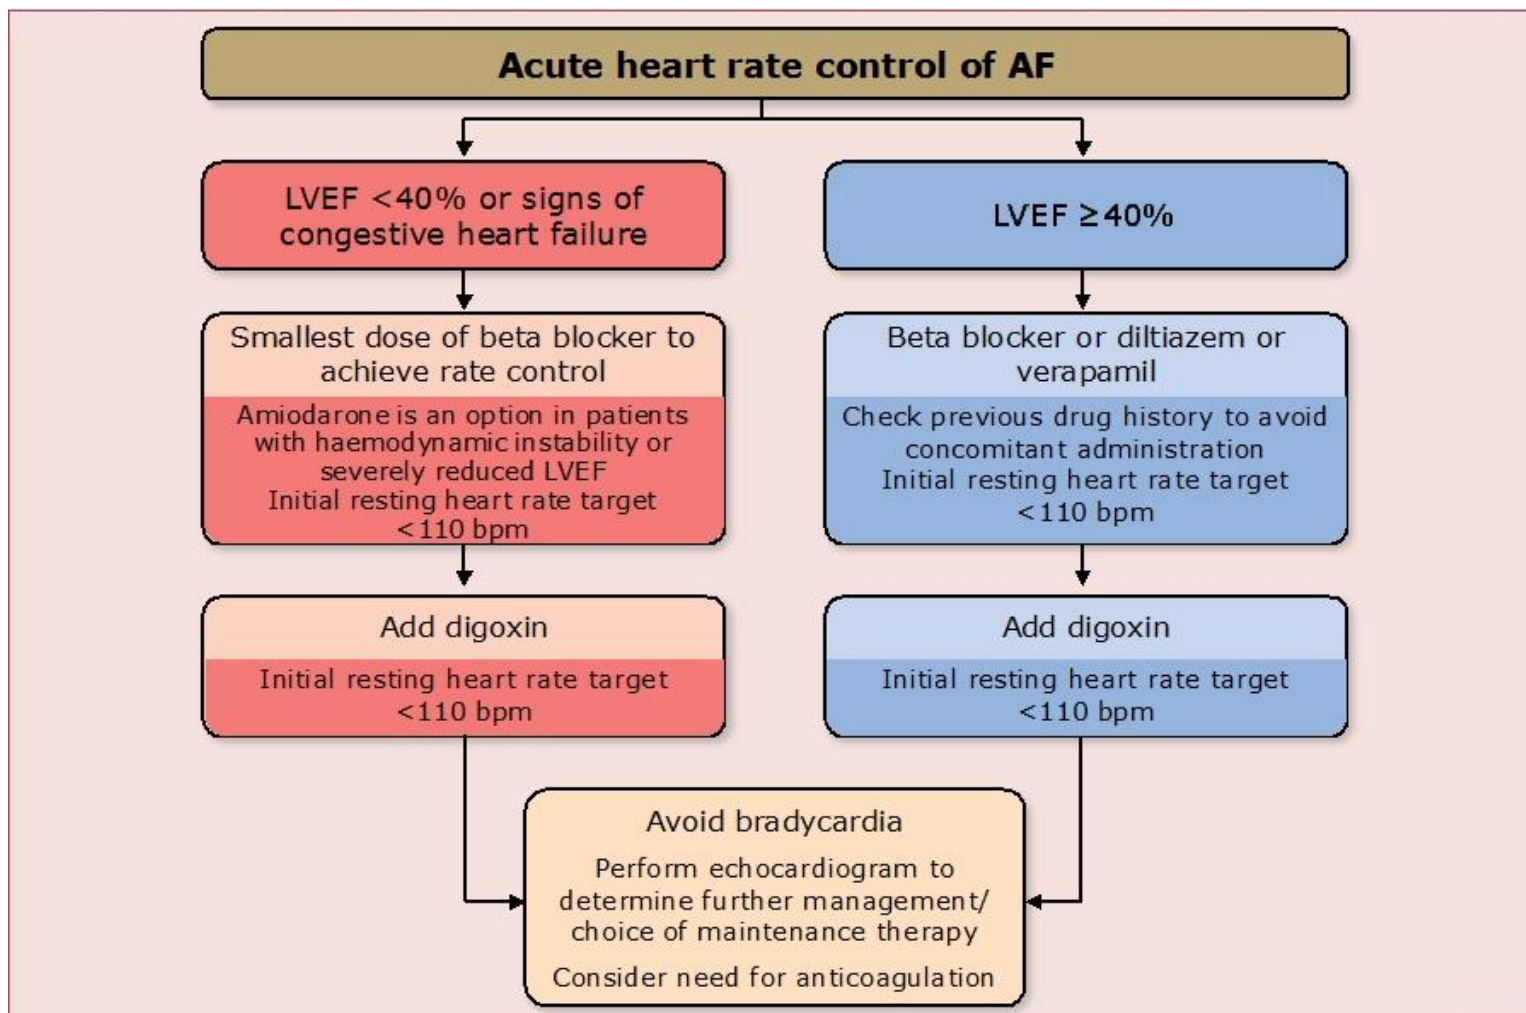 Acute heart rate control of AF
LVEF <40% or signs of
congestive heart failure
LVEF ≥40%
Smallest dose of beta blocker to
achieve rate control
Amiodarone is an option in patients
with haemodynamic instability or
severely reduced LVEF
Initial resting heart rate target
<110 bpm
Beta blocker or diltiazem or
verapamil
Check previous drug history to avoid
concomitant administration
Initial resting heart rate target
<110 bpm
Add digoxin
Initial resting heart rate target
<110 bpm
Add digoxin
Initial resting heart rate target
<110 bpm
Avoid bradycardia
Perform echocardiogram to
determine further management/
choice of maintenance therapy
Consider need for anticoagulation